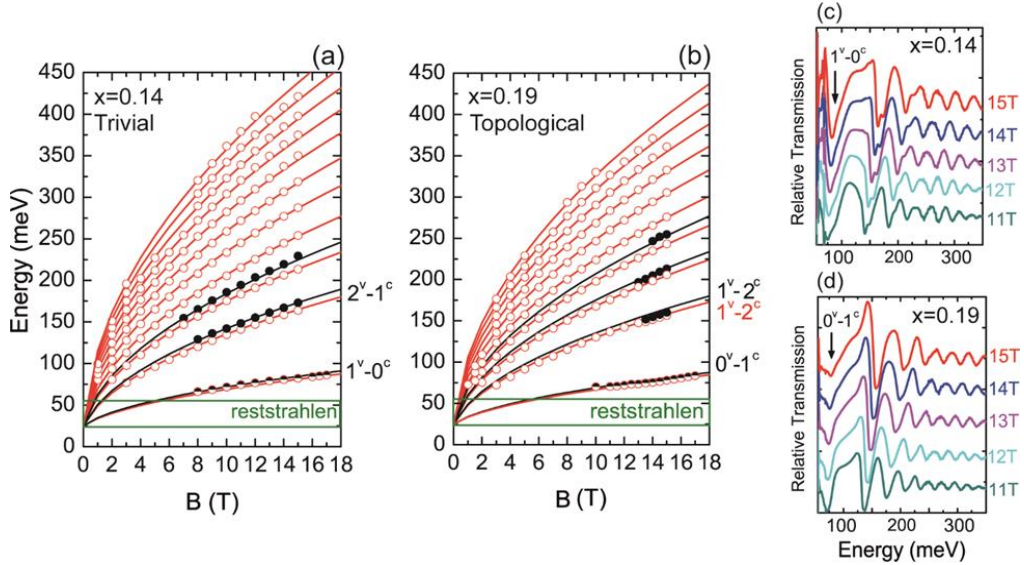 (a)
450
400
350
300
250
200
150
100
50
0
x=0.14
Trivial
2ᵛ-1ᶜ
1ᵛ-0ᶜ
reststrahlen
0 2 4 6 8 10 12 14 16 18
B (T)
Energy (meV)
(b)
450
400
350
300
250
200
150
100
50
0
x=0.19
Topological
1ᵛ-2ᶜ
1ᵛ-2ᶜ
0ᵛ-1ᶜ
reststrahlen
0 2 4 6 8 10 12 14 16 18
B (T)
(c)
1ᵛ-0ᶜ
x=0.14
15T
14T
13T
12T
11T
Relative Transmission
100 200 300
(d)
0ᵛ-1ᶜ
x=0.19
15T
14T
13T
12T
11T
Relative Transmission
100 200 300
Energy (meV)